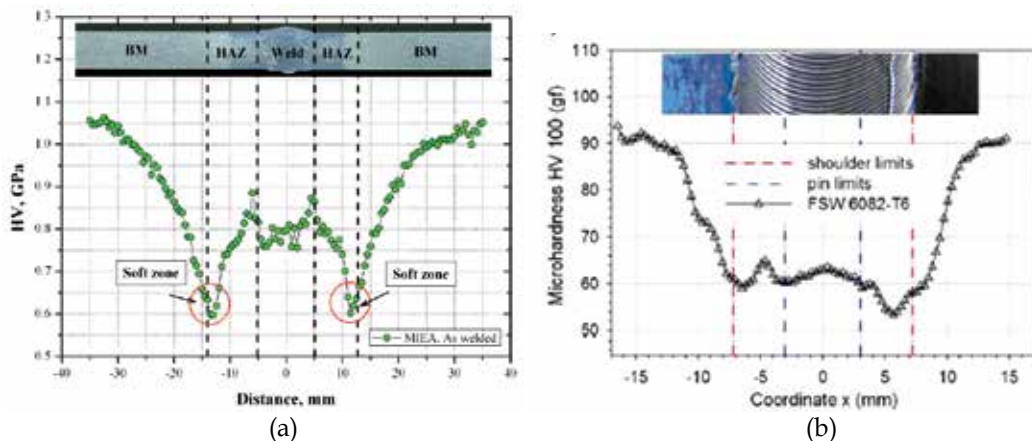 1.3
1.2
1.1
1.0
0.9
0.8
0.7
0.6
0.5
HV, GPa
BM
HAZ
Weld
HAZ
BM
Soft zone
Soft zone
MIEA, As welded
-40
-30
-20
-10
0
10
20
30
40
Distance, mm
(a)
110
100
90
80
70
60
50
Microhardness HV 100 (gf)
shoulder limits
pin limits
FSW 6082-T6
-15
-10
-5
0
5
10
15
Coordinate x (mm)
(b)